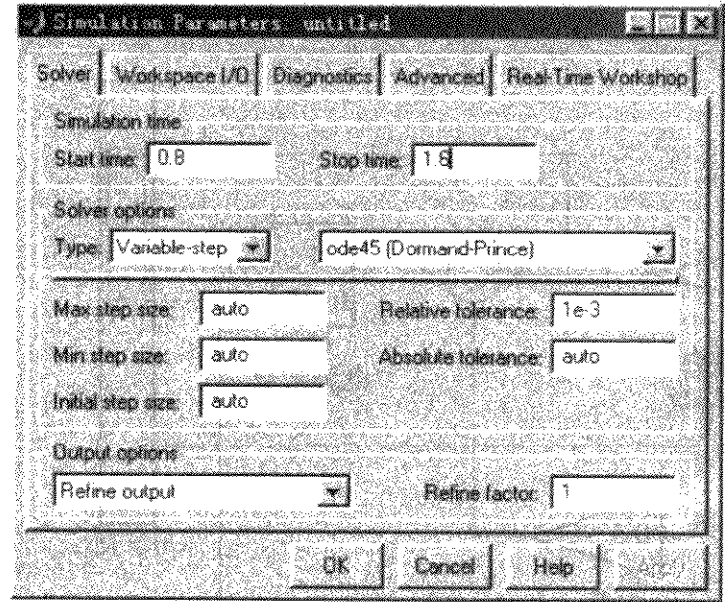 Simulation Parameters: untitled
Solver Workspace I/O Diagnostics Advanced Real-Time Workshop
Simulation time
Start time: 0.8 Stop time: 1.8
Solver options
Type: Variable-step ode45 (Dormand-Prince)
Max step size: auto Relative tolerance: 1e-3
Min step size: auto Absolute tolerance: auto
Initial step size: auto
Output options
Refine output Refine factor: 1
OK Cancel Help Apply